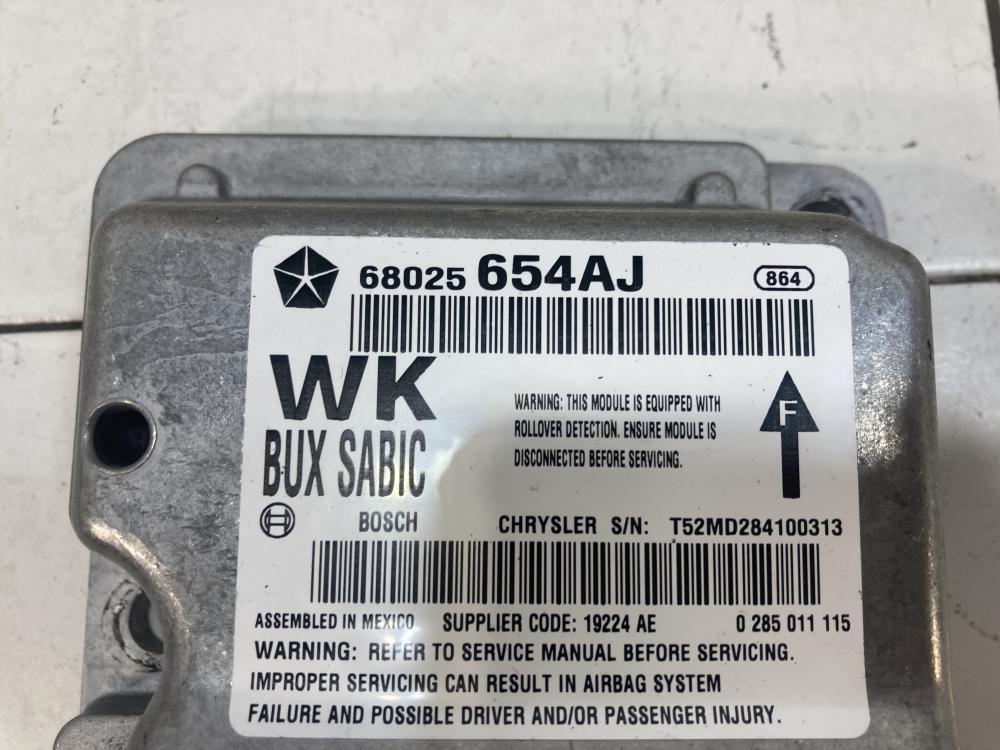 68025 654AJ 864
WK
BUX SABIC
WARNING: THIS MODULE IS EQUIPPED WITH
ROLLOVER DETECTION. ENSURE MODULE IS
DISCONNECTED BEFORE SERVICING.
F
BOSCH CHRYSLER S/N: T52MD284100313
ASSEMBLED IN MEXICO SUPPLIER CODE: 19224 AE 0 285 011 115
WARNING: REFER TO SERVICE MANUAL BEFORE SERVICING.
IMPROPER SERVICING CAN RESULT IN AIRBAG SYSTEM
FAILURE AND POSSIBLE DRIVER AND/OR PASSENGER INJURY.